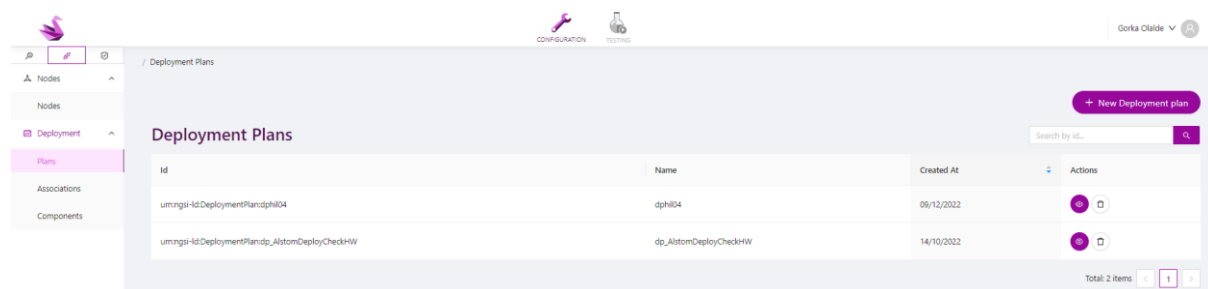 CONFIGURATION
TESTING
Gorka Olalde
/ Deployment Plans
Nodes
Nodes
Deployment
Plans
Associations
Components
+ New Deployment plan
Deployment Plans
Search by id...
Id Name Created At Actions
urn:ngsi-ld:DeploymentPlan:dphil04 dphil04 09/12/2022
urn:ngsi-ld:DeploymentPlan:dp_AlstomDeployCheckHW dp_AlstomDeployCheckHW 14/10/2022
Total: 2 items < 1 >